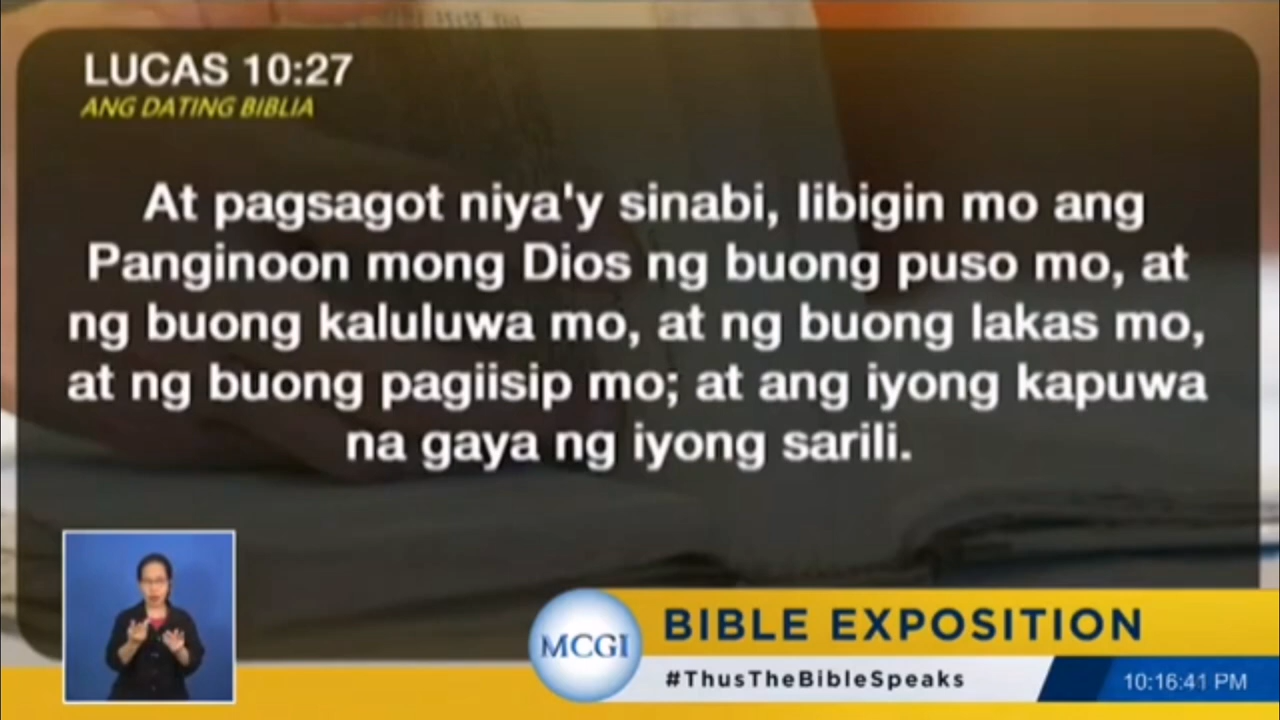 LUCAS 10:27
ANG DATING BIBLIA
At pagsagot niya'y sinabi, Iibigin mo ang
Panginoon mong Dios ng buong puso mo, at
ng buong kaluluwa mo, at ng buong lakas mo,
at ng buong pagiisip mo; at ang iyong kapuwa
na gaya ng iyong sarili.
MCGI
BIBLE EXPOSITION
#ThusTheBibleSpeaks
10:16:41 PM